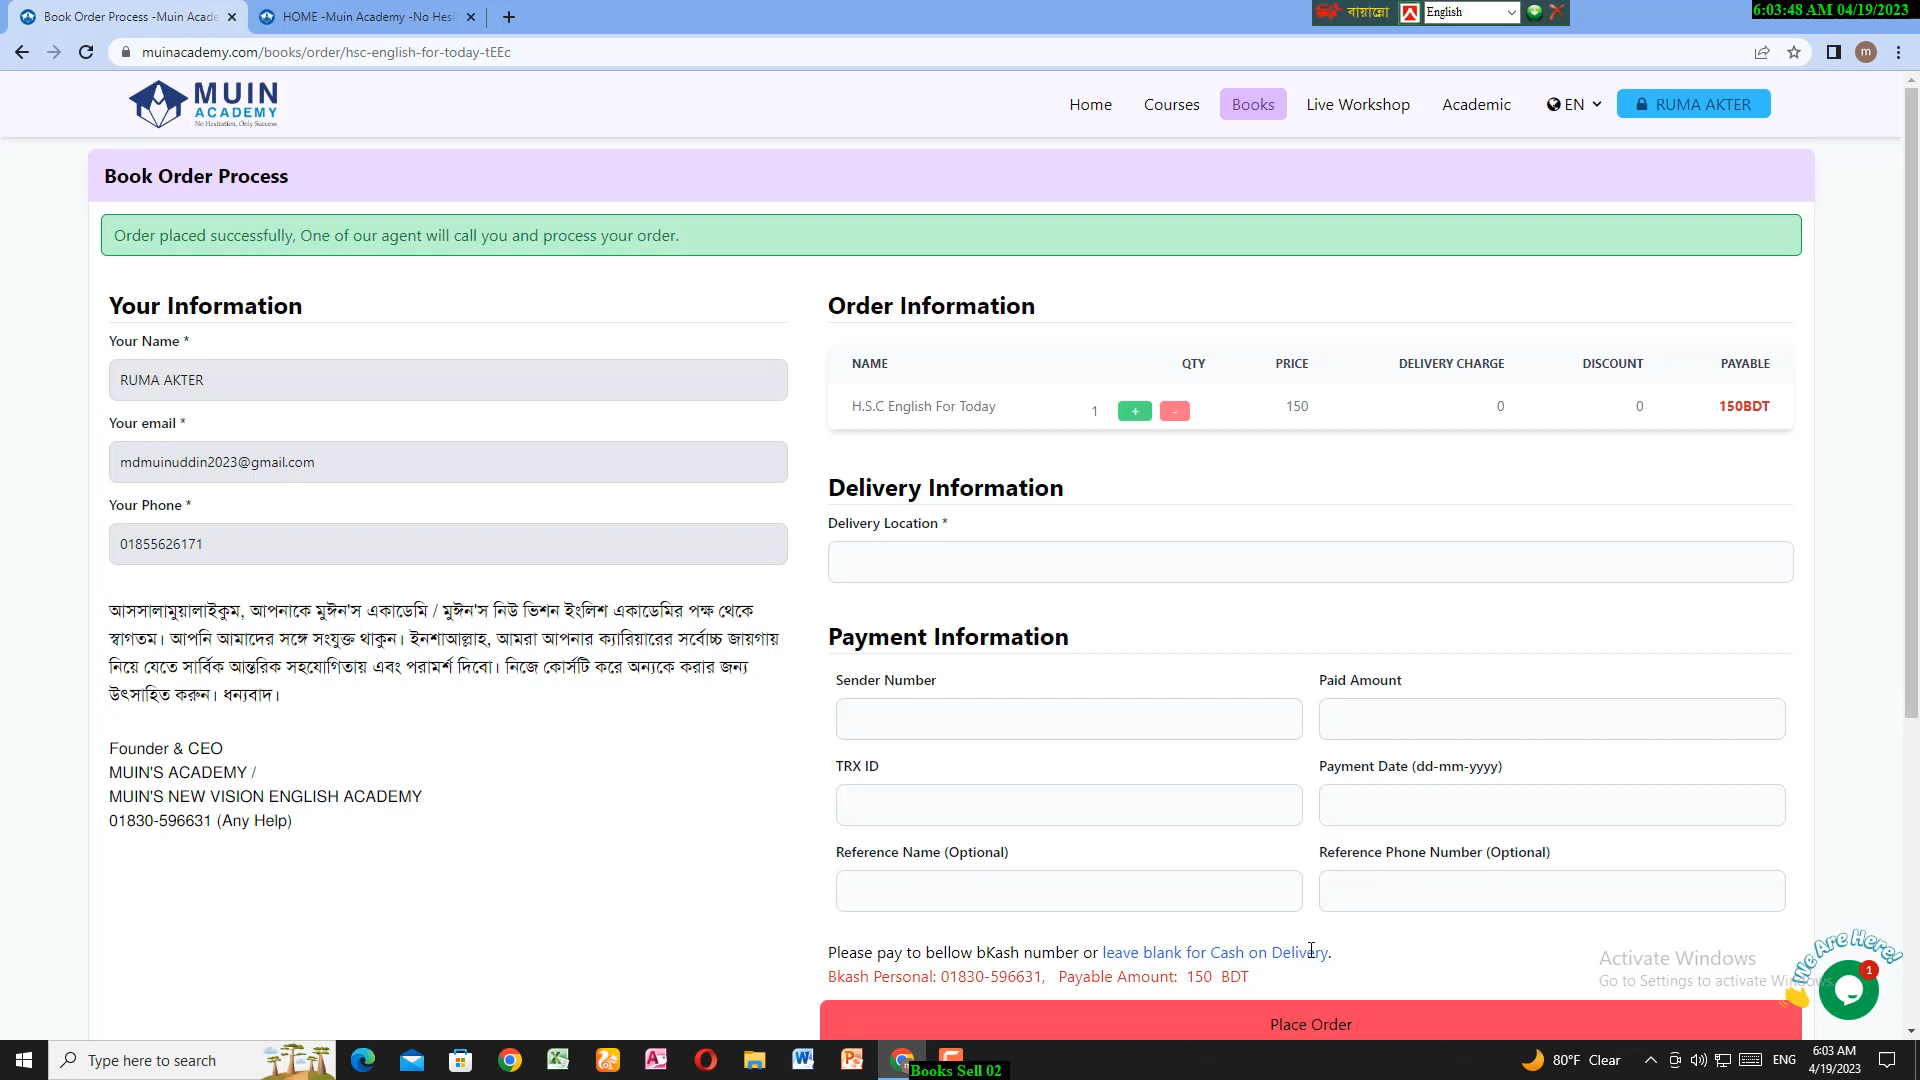 Book Order Process -Muin Acade
HOME -Muin Academy -No Hesi
বায়ান্নো
English
6:03:48 AM 04/19/2023
muinacademy.com/books/order/hsc-english-for-today-tEEc
m
MUIN
ACADEMY
No Hesitation, Only Success
Home
Courses
Books
Live Workshop
Academic
EN
RUMA AKTER
Book Order Process
Order placed successfully, One of our agent will call you and process your order.
Your Information
Your Name *
RUMA AKTER
Your email *
mdmuinuddin2023@gmail.com
Your Phone *
01855626171
আসসালামুয়ালাইকুম, আপনাকে মুঈন'স একাডেমি / মুঈন'স নিউ ভিশন ইংলিশ একাডেমির পক্ষ থেকে
স্বাগতম। আপনি আমাদের সঙ্গে সংযুক্ত থাকুন। ইনশাআল্লাহ, আমরা আপনার ক্যারিয়ারের সর্বোচ্চ জায়গায়
নিয়ে যেতে সার্বিক আন্তরিক সহযোগিতায় এবং পরামর্শ দিবো। নিজে কোর্সটি করে অন্যকে করার জন্য
উৎসাহিত করুন। ধন্যবাদ।
Founder & CEO
MUIN'S ACADEMY /
MUIN'S NEW VISION ENGLISH ACADEMY
01830-596631 (Any Help)
Order Information
NAME QTY PRICE DELIVERY CHARGE DISCOUNT PAYABLE
H.S.C English For Today 1 + - 150 0 0 150BDT
Delivery Information
Delivery Location *
Payment Information
Sender Number
Paid Amount
TRX ID
Payment Date (dd-mm-yyyy)
Reference Name (Optional)
Reference Phone Number (Optional)
Please pay to bellow bKash number or leave blank for Cash on Delivery.
Bkash Personal: 01830-596631, Payable Amount: 150 BDT
Place Order
Activate Windows
Go to Settings to activate Windows.
We Are Here!
1
Type here to search
Books Sell 02
80°F Clear
ENG
6:03 AM
4/19/2023